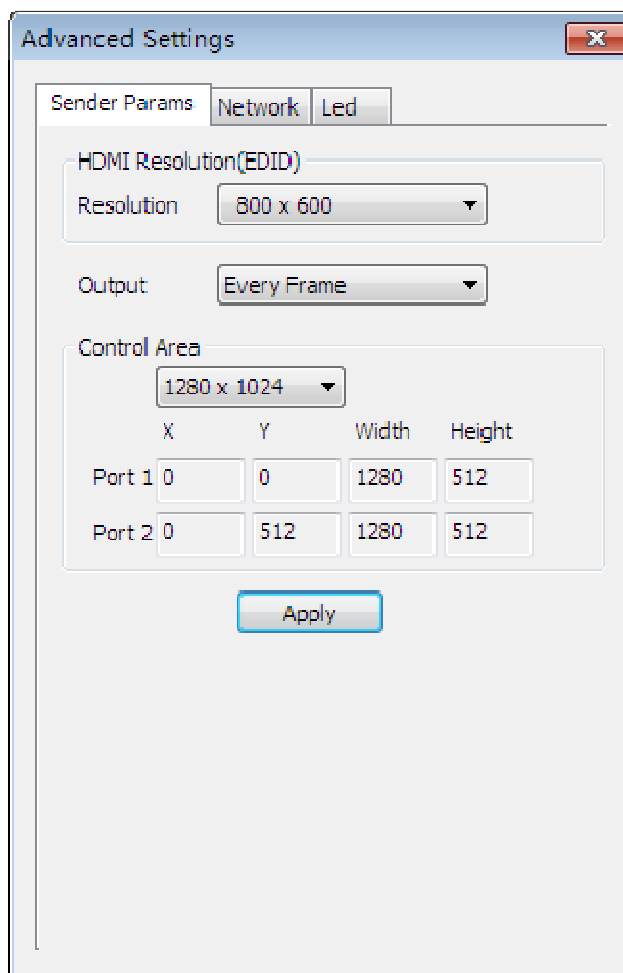 Advanced Settings
Sender Params Network Led
HDMI Resolution(EDID)
Resolution 800 x 600
Output: Every Frame
Control Area
1280 x 1024
X Y Width Height
Port 1 0 0 1280 512
Port 2 0 512 1280 512
Apply